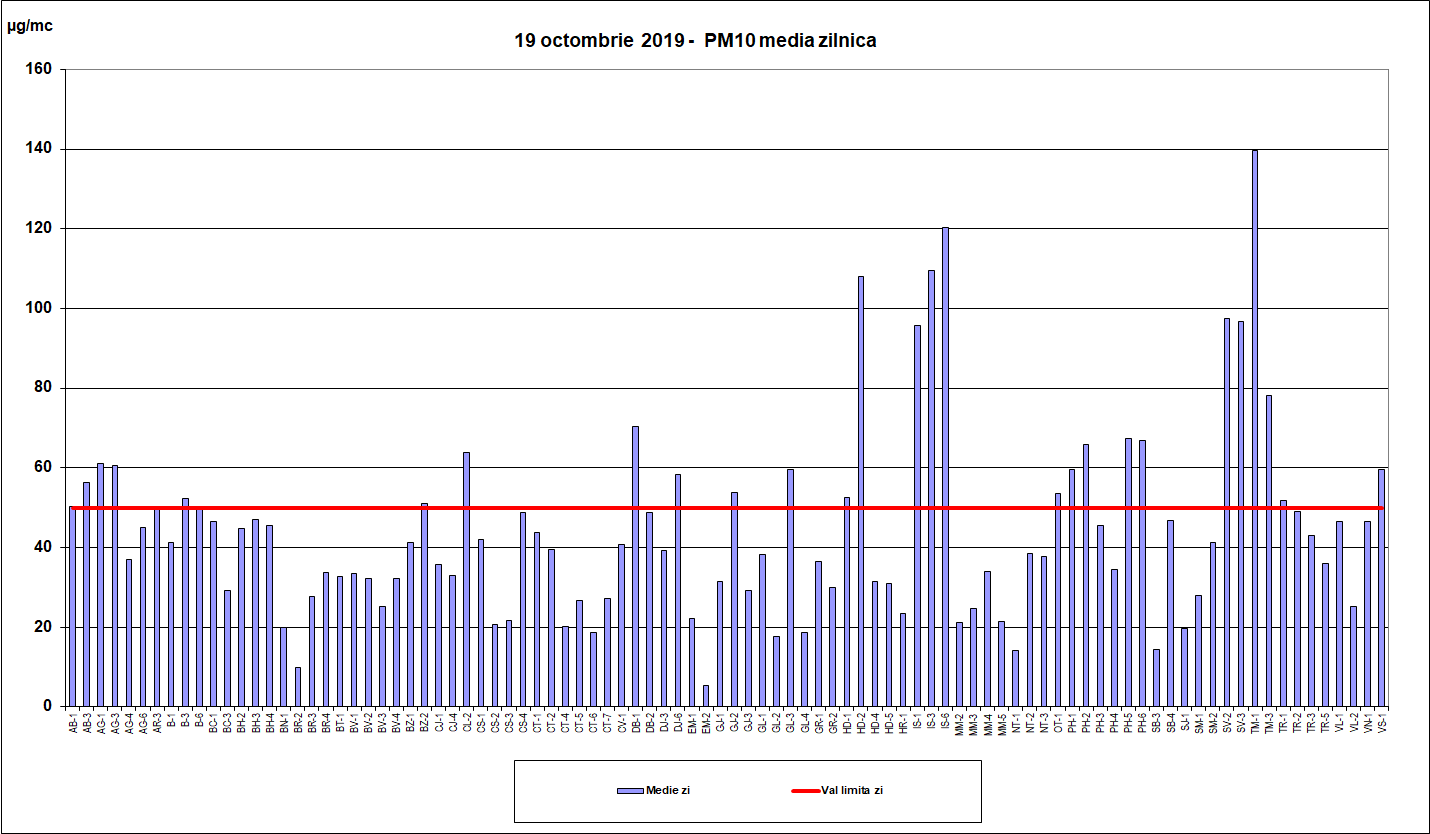 µg/mc
19 octombrie 2019 - PM10 media zilnica
160
140
120
100
80
60
40
20
0
AB-1 AB-3 AG-1 AG-3 AG-4 AG-6 AR-3 B-1 B-3 B-6 BC-1 BC-3 BH-2 BH-3 BH-4 BN-1 BR-2 BR-3 BR-4 BT-1 BV-1 BV-2 BV-3 BV-4 BZ-1 BZ-2 CJ-1 CJ-4 CL-2 CS-1 CS-2 CS-3 CS-4 CT-1 CT-2 CT-4 CT-5 CT-6 CT-7 CV-1 DB-1 DB-2 DJ-3 DJ-6 EM-1 EM-2 GJ-1 GJ-2 GJ-3 GL-1 GL-2 GL-3 GL-4 GR-1 GR-2 HD-1 HD-2 HD-4 HD-5 HR-1 IS-1 IS-3 IS-6 MM-2 MM-3 MM-4 MM-5 NT-1 NT-2 NT-3 OT-1 PH-1 PH-2 PH-3 PH-4 PH-5 PH-6 SB-3 SB-4 SJ-1 SM-1 SM-2 SV-2 SV-3 TM-1 TM-3 TR-1 TR-2 TR-3 TR-5 VL-1 VL-2 VN-1 VS-1
Medie zi Val limita zi